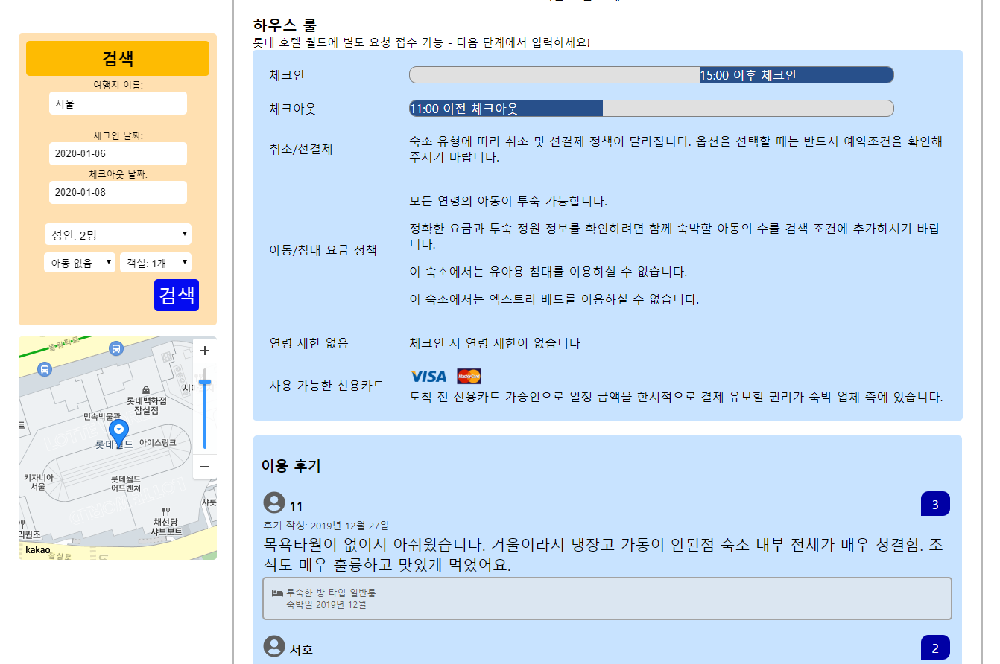 검색
여행지 이름:
서울
체크인 날짜:
2020-01-06
체크아웃 날짜:
2020-01-08
성인: 2명
아동 없음
객실: 1개
검색
올림픽로
롯데백화점
잠실점
민속박물관
롯데월드
아이스링크
키자니아
서울
롯데월드
어드벤쳐
채선당
샤브보트
리퀸즈
샤롯
kakao
잠실로
하우스 룰
롯데 호텔 월드에 별도 요청 접수 가능 - 다음 단계에서 입력하세요!
체크인
15:00 이후 체크인
체크아웃
11:00 이전 체크아웃
취소/선결제
숙소 유형에 따라 취소 및 선결제 정책이 달라집니다. 옵션을 선택할 때는 반드시 예약조건을 확인해
주시기 바랍니다.
아동/침대 요금 정책
모든 연령의 아동이 투숙 가능합니다.
정확한 요금과 투숙 정원 정보를 확인하려면 함께 숙박할 아동의 수를 검색 조건에 추가하시기 바랍
니다.
이 숙소에서는 유아용 침대를 이용하실 수 없습니다.
이 숙소에서는 엑스트라 베드를 이용하실 수 없습니다.
연령 제한 없음
체크인 시 연령 제한이 없습니다
사용 가능한 신용카드
VISA MasterCard
도착 전 신용카드 가승인으로 일정 금액을 한시적으로 결제 유보할 권리가 숙박 업체 측에 있습니다.
이용 후기
11
3
후기 작성: 2019년 12월 27일
목욕타월이 없어서 아쉬웠습니다. 겨울이라서 냉장고 가동이 안된점 숙소 내부 전체가 매우 청결함. 조
식도 매우 훌륭하고 맛있게 먹었어요.
투숙한 방 타입 일반룸
숙박일 2019년 12월
서호
2